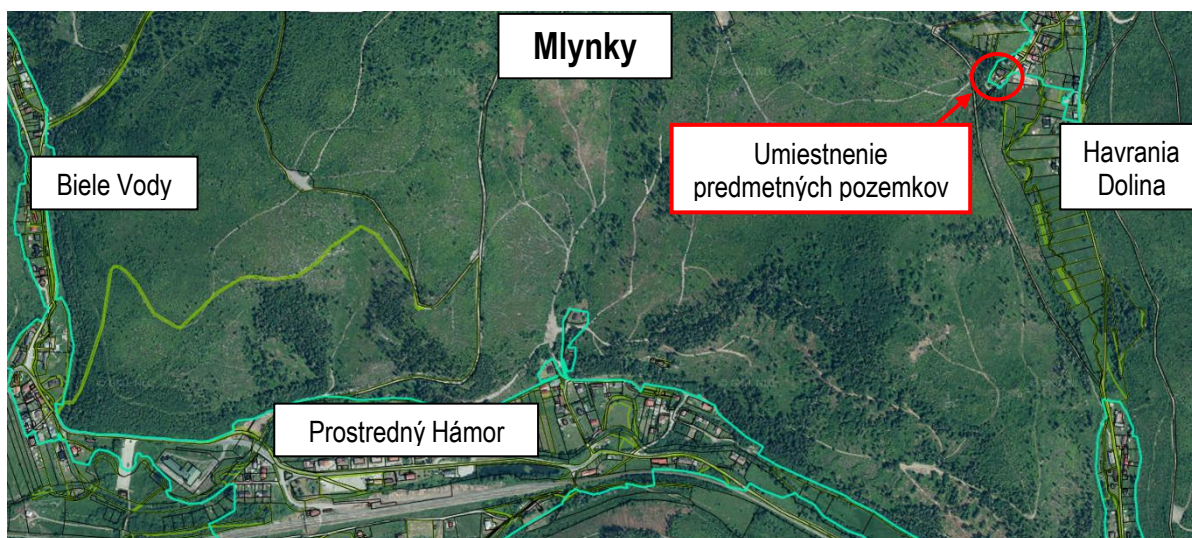 Mlynky
Umiestnenie
predmetných pozemkov
Havrania
Dolina
Biele Vody
Prostredný Hámor